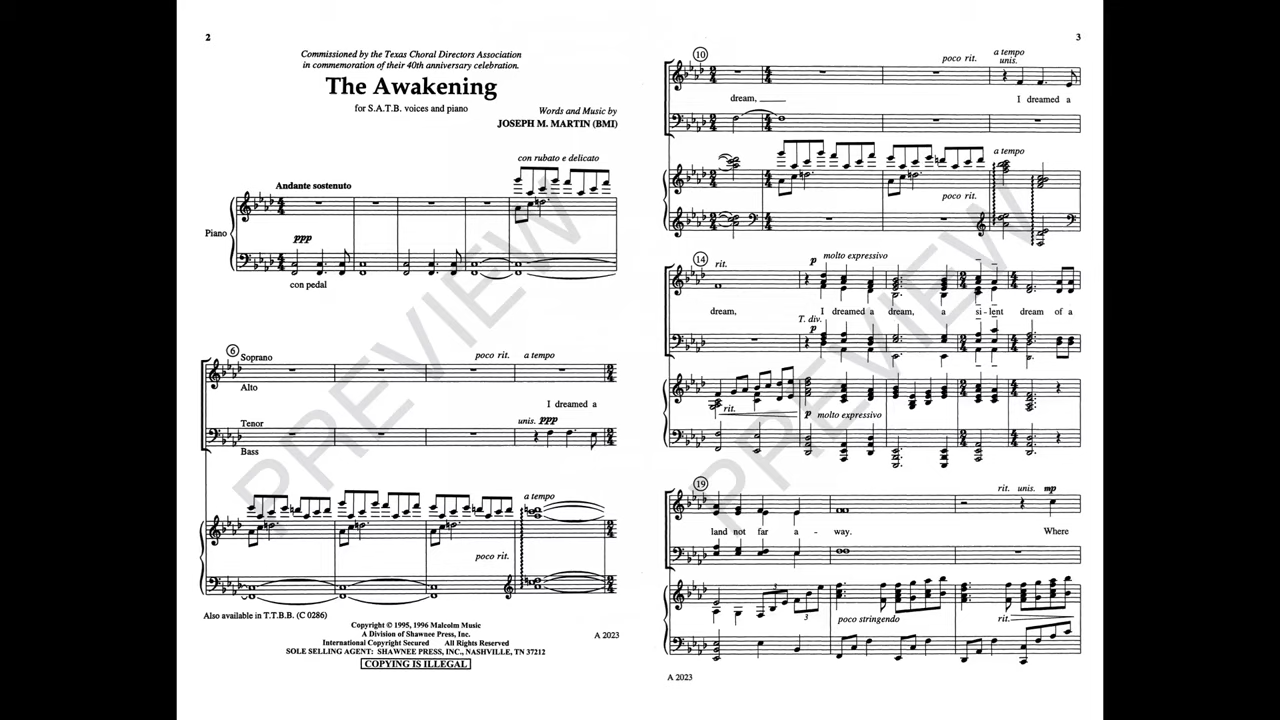 2
Commissioned by the Texas Choral Directors Association
in commemoration of their 40th anniversary celebration.
The Awakening
for S.A.T.B. voices and piano
Words and Music by
JOSEPH M. MARTIN (BMI)
con rubato e delicato
Andante sostenuto
Piano
ppp
con pedal
6
Soprano
poco rit. a tempo
Alto
I dreamed a
Tenor
unis. ppp
Bass
a tempo
poco rit.
Also available in T.T.B.B. (C 0286)
Copyright © 1995, 1996 Malcolm Music
A Division of Shawnee Press, Inc.
International Copyright Secured All Rights Reserved
SOLE SELLING AGENT: SHAWNEE PRESS, INC., NASHVILLE, TN 37212
COPYING IS ILLEGAL
A 2023
PREVIEW
3
10
poco rit. a tempo
unis.
dream, I dreamed a
a tempo
poco rit.
14
rit. p molto expressivo
dream, I dreamed a dream, a si - lent dream of a
T. div.
p
rit.
p molto expressivo
19
rit. unis. mp
land not far a - way. Where
3 3
poco stringendo rit.
A 2023
PREVIEW